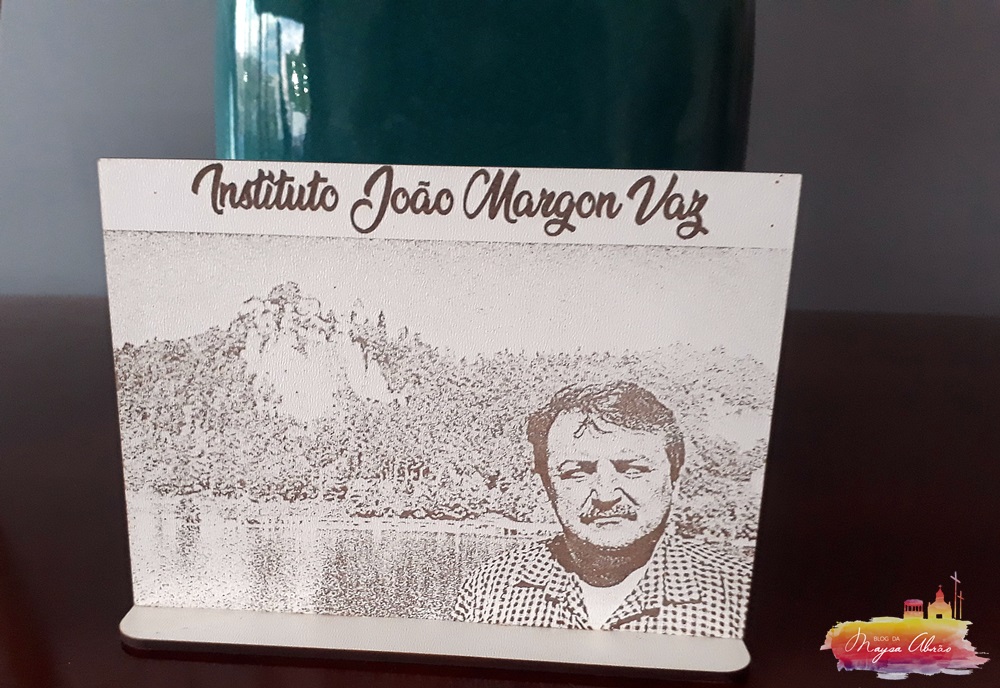 Instituto João Margon Vaz
BLOG DA
Maysa Abrão